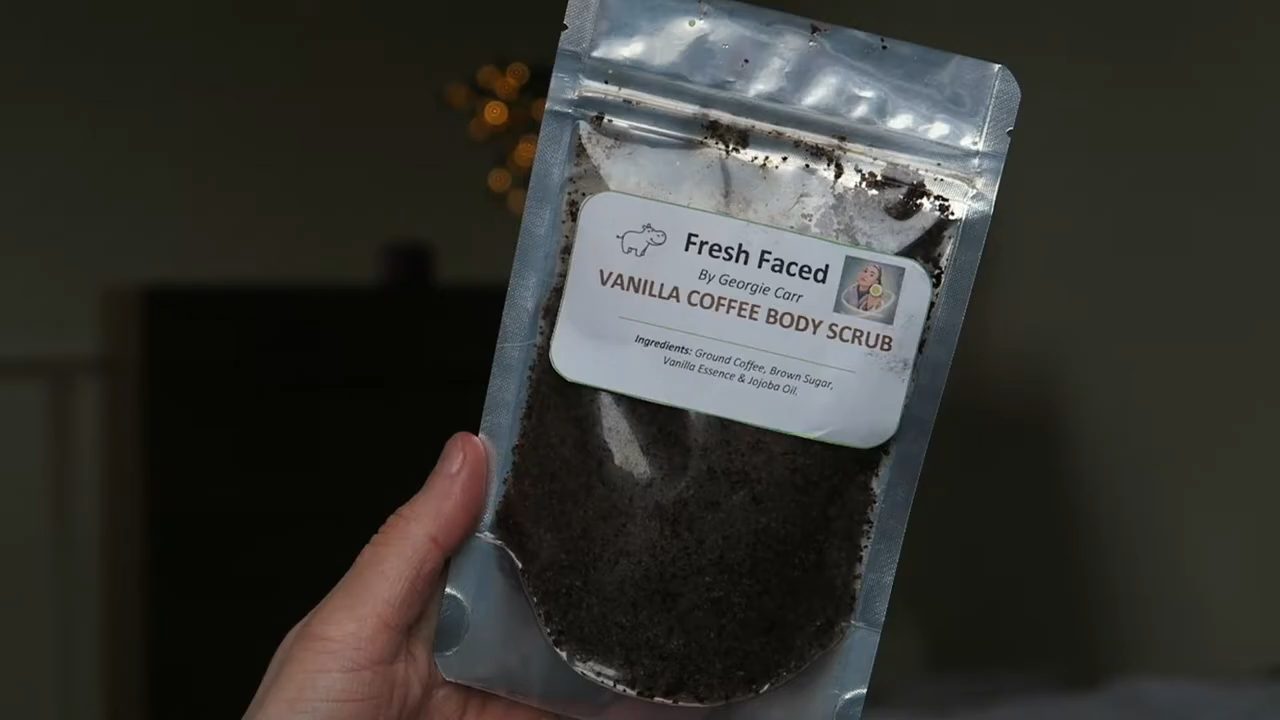 Fresh Faced
By Georgie Carr
VANILLA COFFEE BODY SCRUB
Ingredients: Ground Coffee, Brown Sugar,
Vanilla Essence & Jojoba Oil.